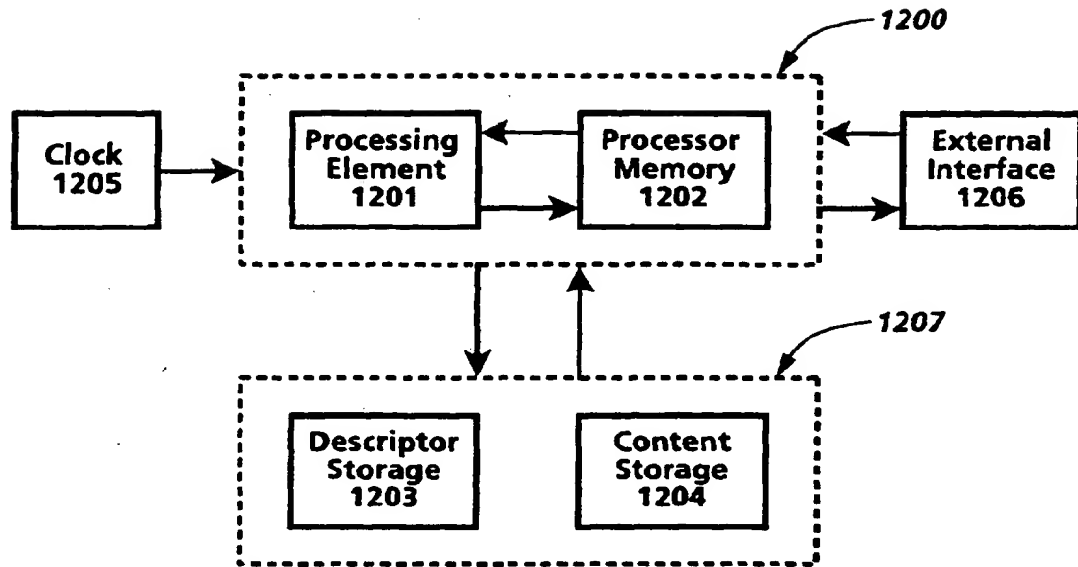 1200
Clock
1205
Processing
Element
1201
Processor
Memory
1202
External
Interface
1206
1207
Descriptor
Storage
1203
Content
Storage
1204